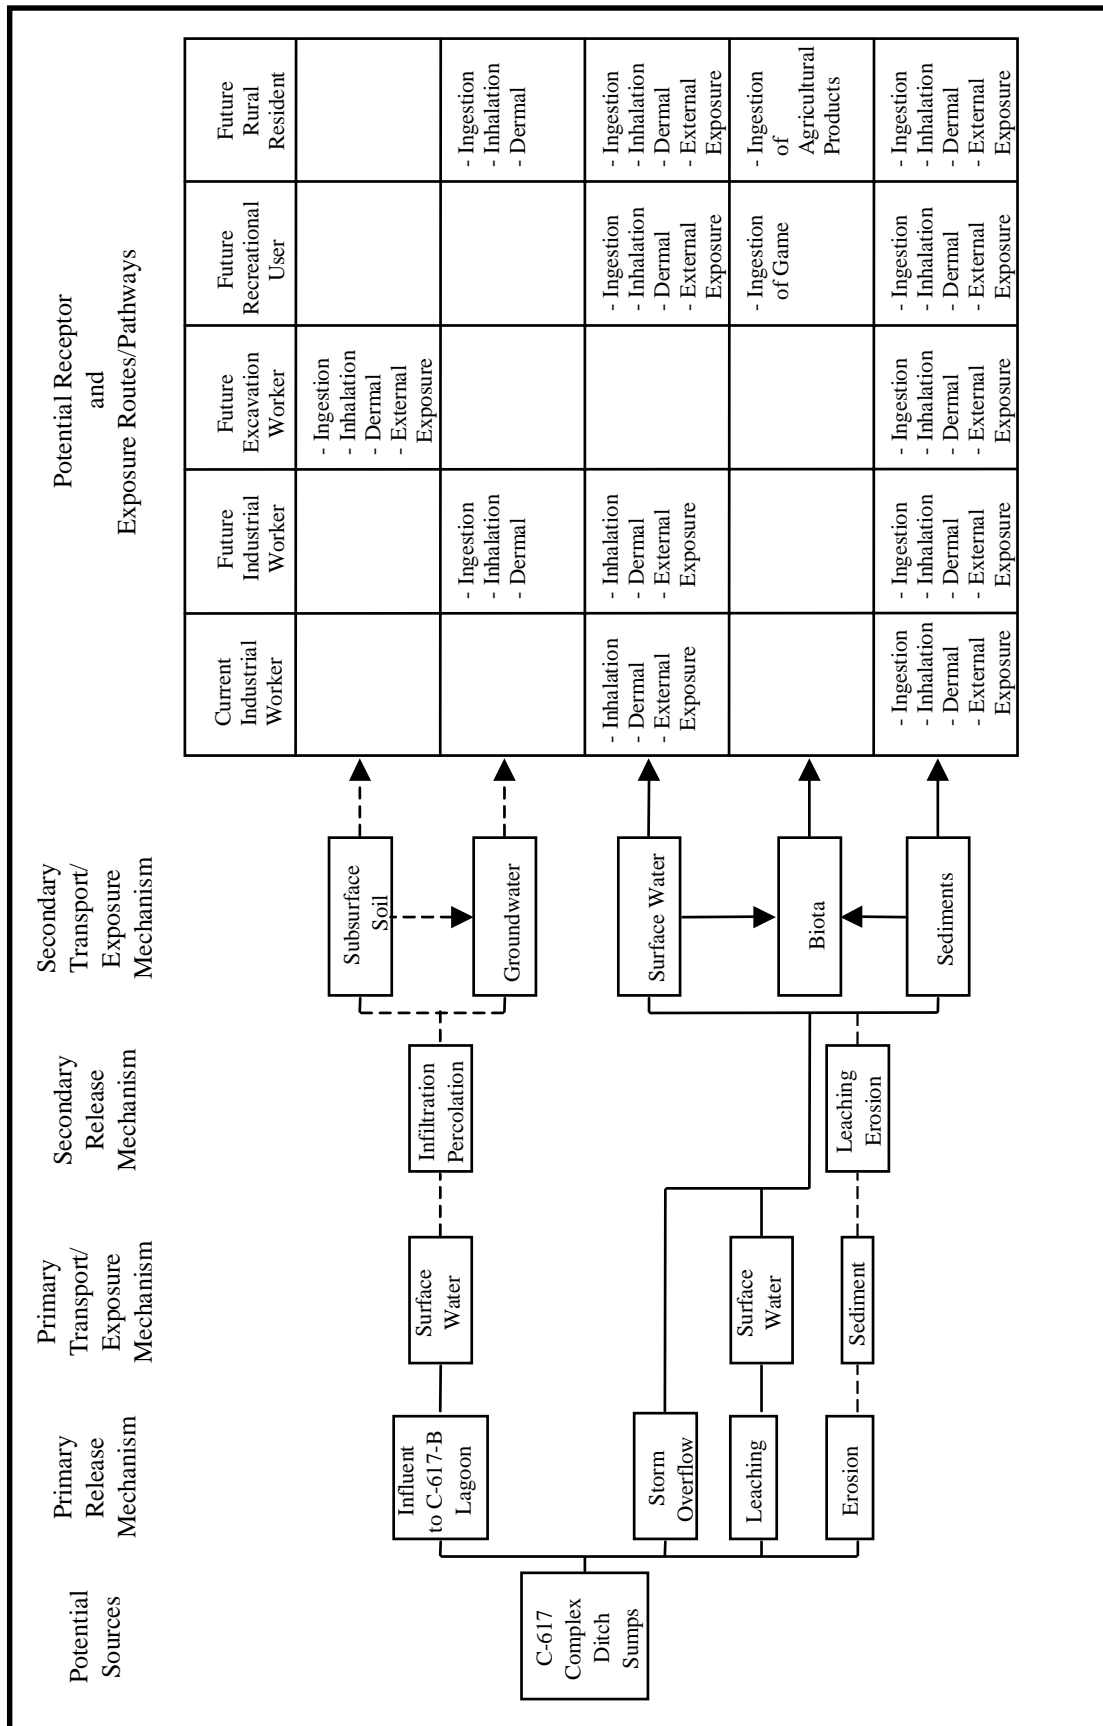 Potential
Sources
Primary
Release
Mechanism
Primary
Transport/
Exposure
Mechanism
Secondary
Release
Mechanism
Secondary
Transport/
Exposure
Mechanism
Potential Receptor
and
Exposure Routes/Pathways
C-617
Complex
Ditch
Sumps
Influent
to C-617-B
Lagoon
Storm
Overflow
Leaching
Erosion
Surface
Water
Surface
Water
Sediment
Infiltration
Percolation
Leaching
Erosion
Subsurface
Soil
Groundwater
Surface Water
Biota
Sediments
Current
Industrial
Worker
Future
Industrial
Worker
Future
Excavation
Worker
Future
Recreational
User
Future
Rural
Resident
- Ingestion
- Inhalation
- Dermal
- External
Exposure
- Ingestion
- Inhalation
- Dermal
- Ingestion
- Inhalation
- Dermal
- Inhalation
- Dermal
- External
Exposure
- Inhalation
- Dermal
- External
Exposure
- Ingestion
- Inhalation
- Dermal
- External
Exposure
- Ingestion
- Inhalation
- Dermal
- External
Exposure
- Ingestion
of Game
- Ingestion
of
Agricultural
Products
- Ingestion
- Inhalation
- Dermal
- External
Exposure
- Ingestion
- Inhalation
- Dermal
- External
Exposure
- Ingestion
- Inhalation
- Dermal
- External
Exposure
- Ingestion
- Inhalation
- Dermal
- External
Exposure
- Ingestion
- Inhalation
- Dermal
- External
Exposure